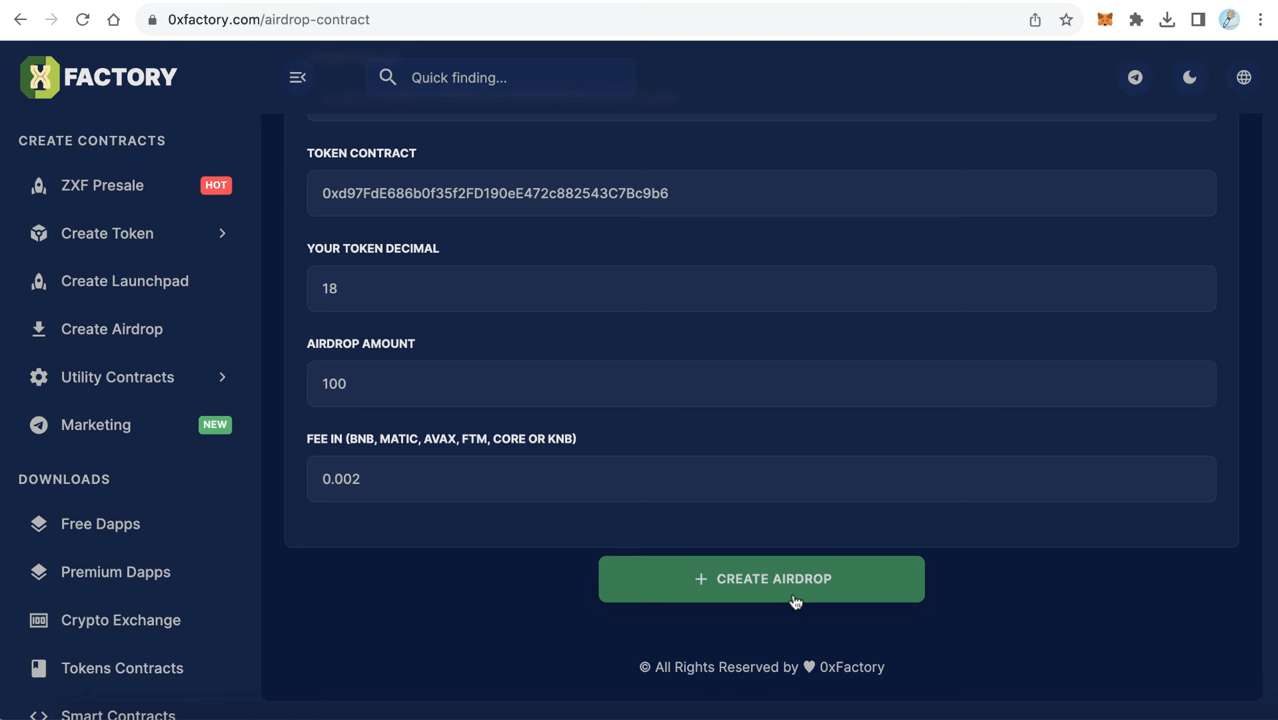 0xfactory.com/airdrop-contract
FACTORY
Quick finding...
CREATE CONTRACTS
ZXF Presale
HOT
Create Token
Create Launchpad
Create Airdrop
Utility Contracts
Marketing
NEW
DOWNLOADS
Free Dapps
Premium Dapps
Crypto Exchange
Tokens Contracts
Smart Contracts
TOKEN CONTRACT
0xd97FdE686b0f35f2FD190eE472c882543C7Bc9b6
YOUR TOKEN DECIMAL
18
AIRDROP AMOUNT
100
FEE IN (BNB, MATIC, AVAX, FTM, CORE OR KNB)
0.002
+ CREATE AIRDROP
© All Rights Reserved by ♥ 0xFactory